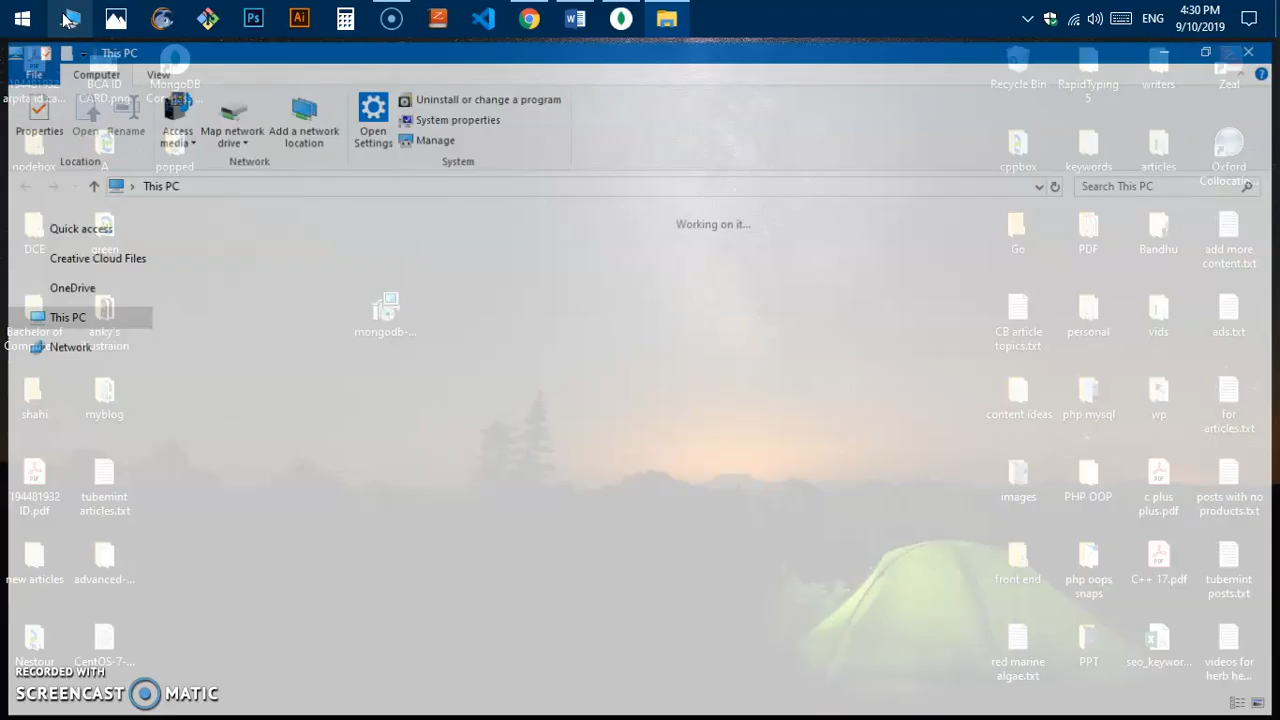 ENG
4:30 PM
9/10/2019
This PC
File
Computer
View
Properties
Open
Rename
Access
media
Map network
drive
Add a network
location
Open
Settings
Uninstall or change a program
System properties
Manage
Location
Network
System
This PC
Search This PC
Working on it...
Quick access
Creative Cloud Files
OneDrive
This PC
Network
BCA ID
CARD.png
MongoDB
Recycle Bin
RapidTyping
5
writers
Zeal
nodebox
A
popped
cppbox
keywords
articles
Oxford
Collocatio...
DCE
green
Go
PDF
Bandhu
add more
content.txt
mongodb-...
Bachelor of
anky's
CB article
topics.txt
personal
vids
ads.txt
shahi
myblog
content ideas
php mysql
wp
for
articles.txt
194481932
ID.pdf
tubemint
articles.txt
images
PHP OOP
c plus
plus.pdf
posts with no
products.txt
new articles
advanced-...
front end
php oops
snaps
C++ 17.pdf
tubemint
posts.txt
Nestour
CentOS-7-...
red marine
algae.txt
PPT
seo_keywor...
videos for
herb he...
RECORDED WITH
SCREENCAST MATIC